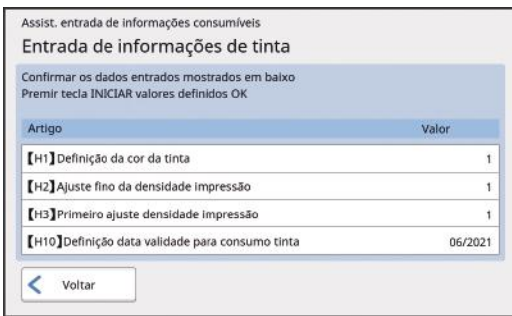 Assist. entrada de informações consumíveis
Entrada de informações de tinta
Confirmar os dados entrados mostrados em baixo
Premir tecla INICIAR valores definidos OK
Artigo Valor
【H1】Definição da cor da tinta 1
【H2】Ajuste fino da densidade impressão 1
【H3】Primeiro ajuste densidade impressão 1
【H10】Definição data validade para consumo tinta 06/2021
Voltar